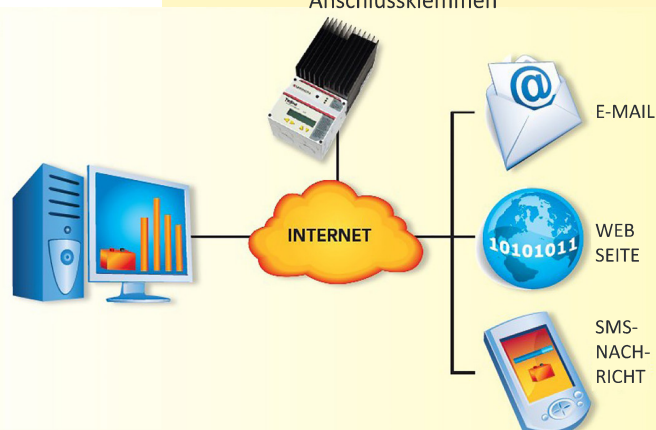 Anschlussklemmen
@
E-MAIL
INTERNET
10101011
WEB
SEITE
SMS-
NACH-
RICHT